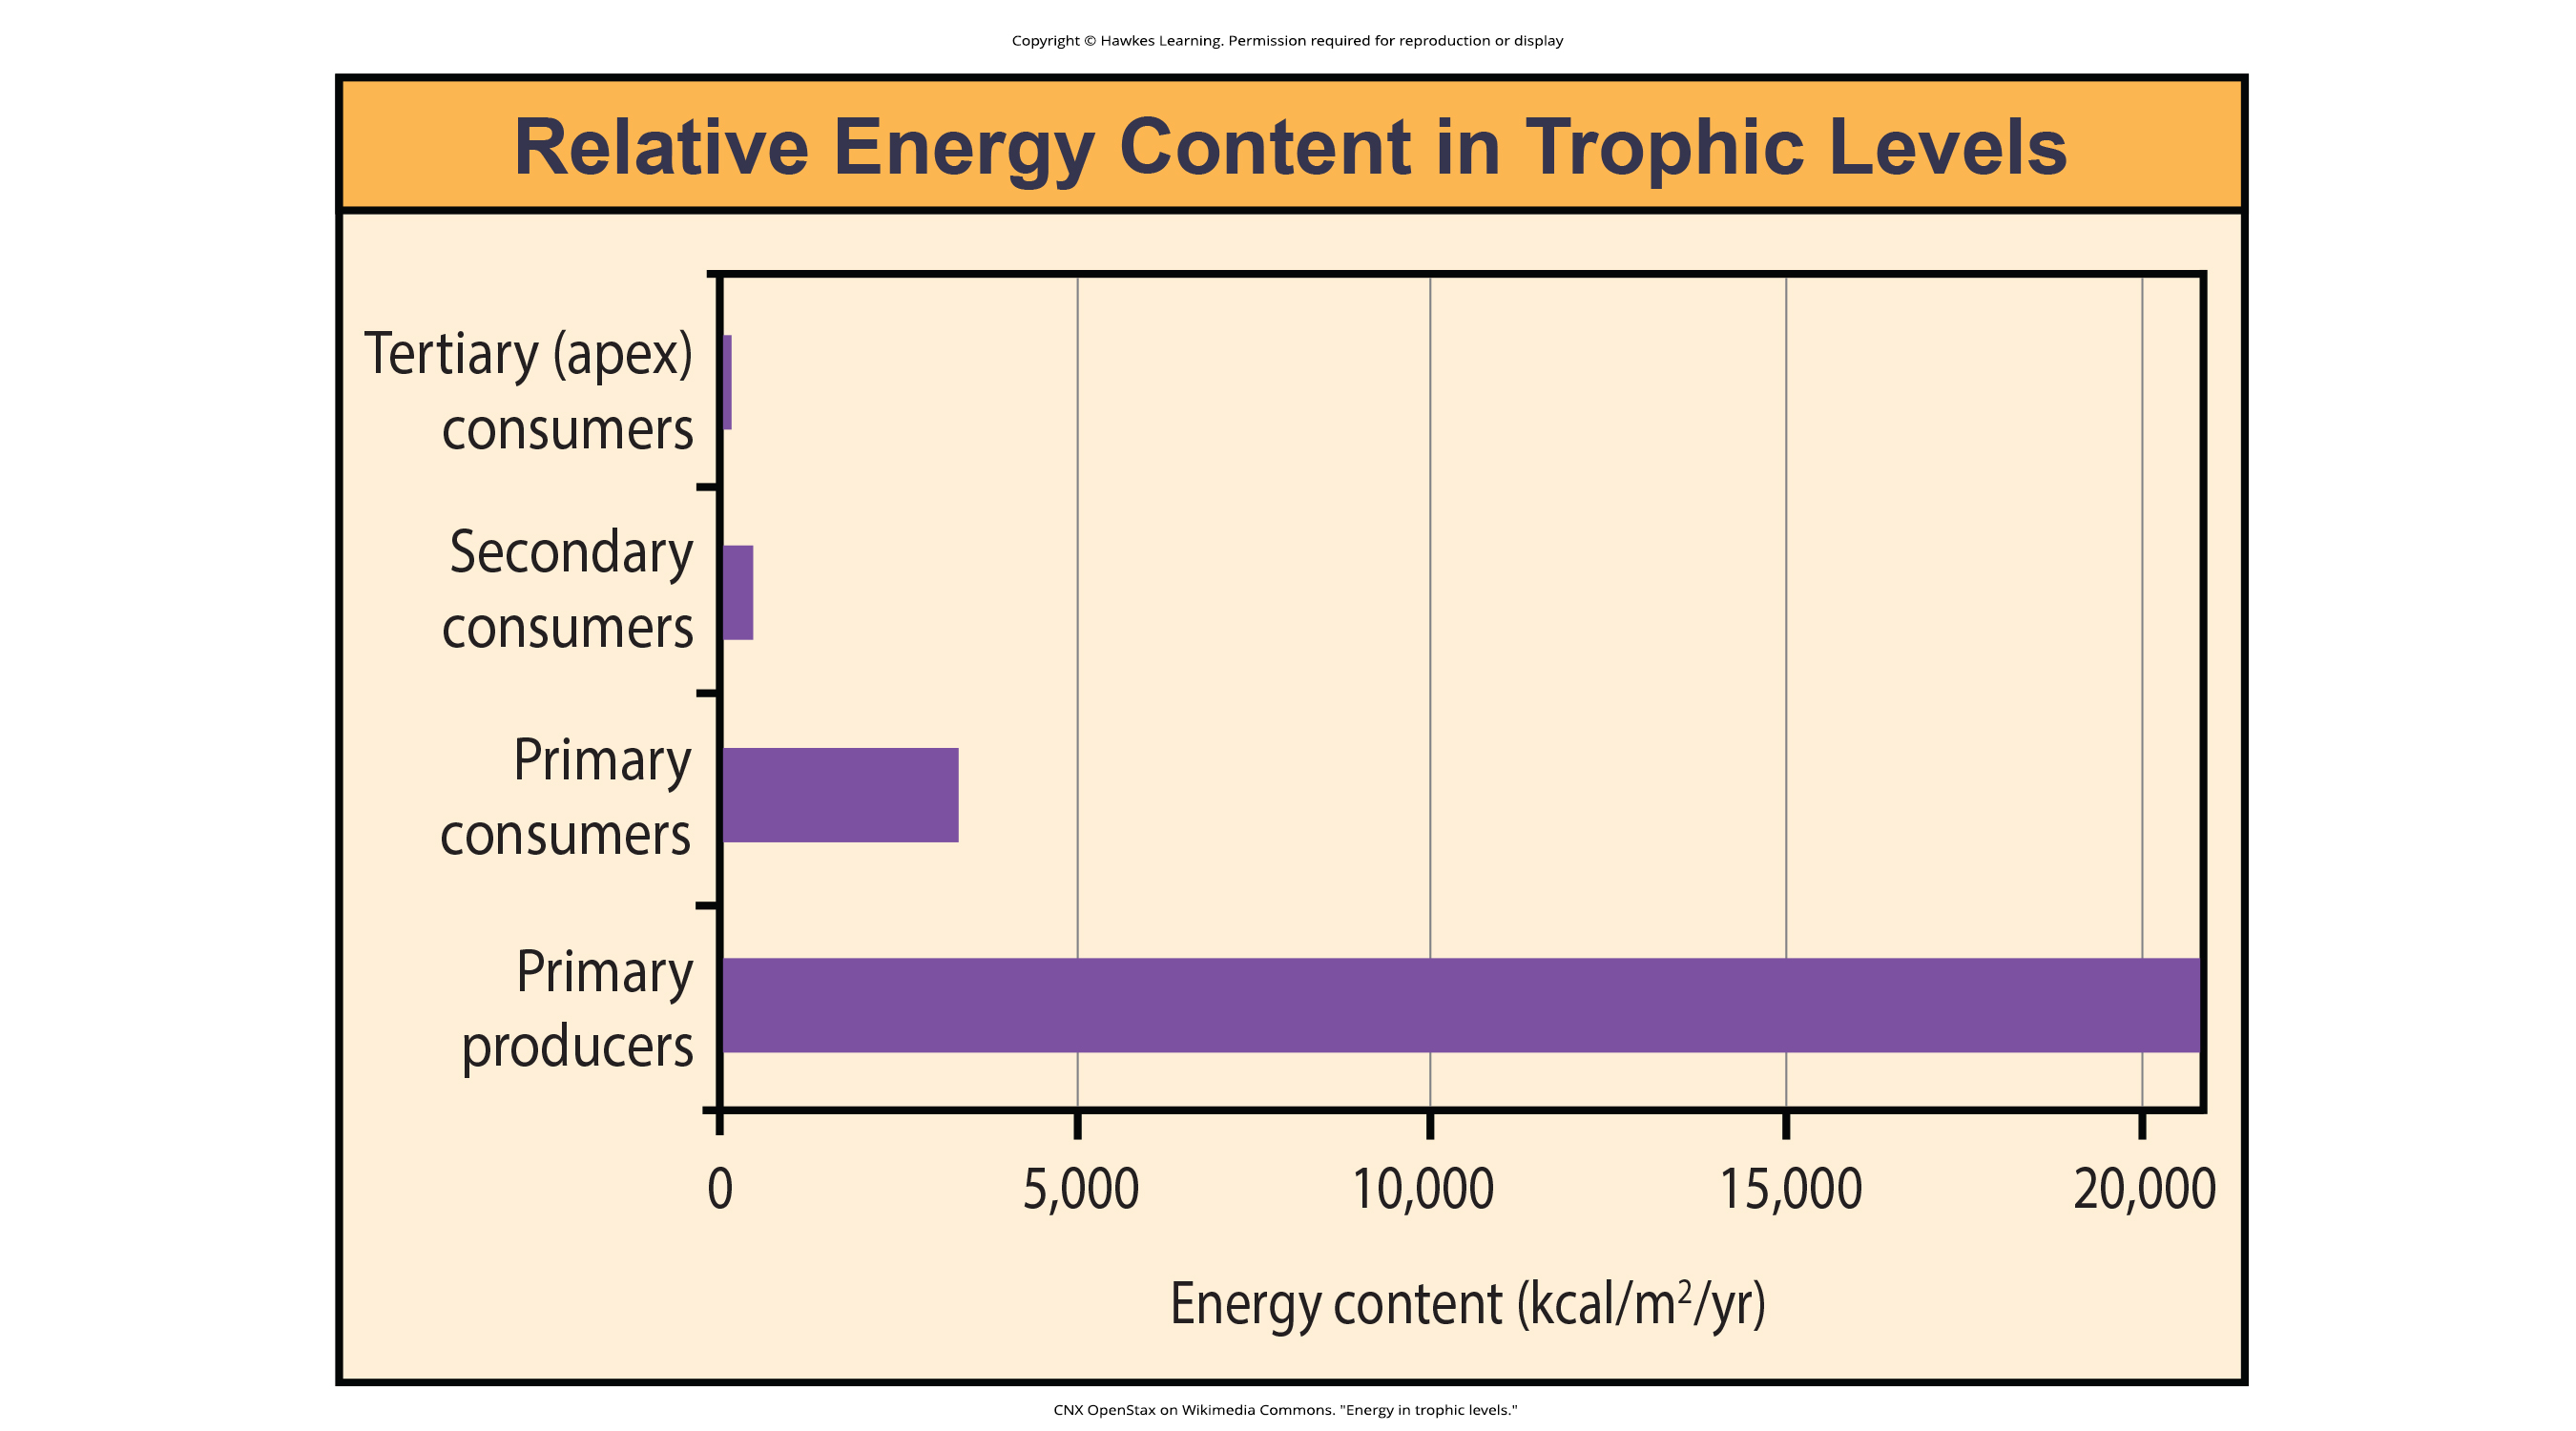 Copyright © Hawkes Learning. Permission required for reproduction or display
Relative Energy Content in Trophic Levels
Tertiary (apex)
consumers
Secondary
consumers
Primary
consumers
Primary
producers
0 5,000 10,000 15,000 20,000
Energy content (kcal/m²/yr)
CNX OpenStax on Wikimedia Commons. "Energy in trophic levels."